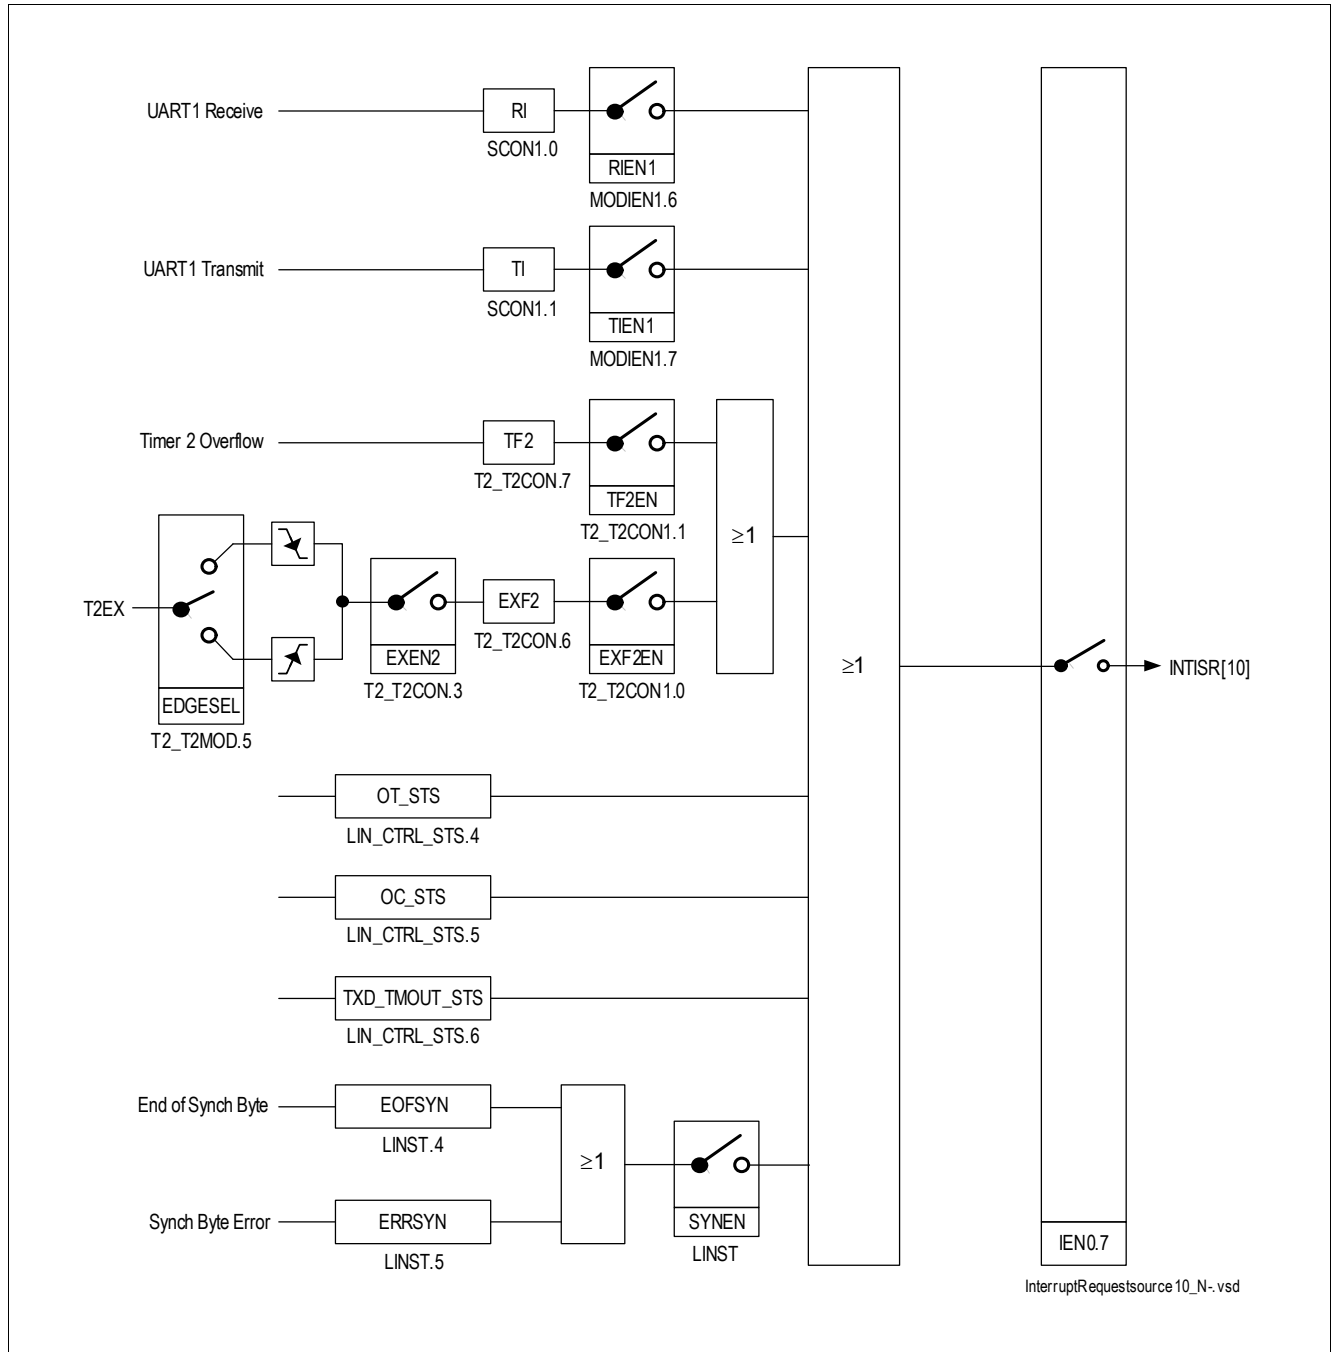 UART1 Receive
RI
SCON1.0
RIEN1
MODIEN1.6
UART1 Transmit
TI
SCON1.1
TIEN1
MODIEN1.7
Timer 2 Overflow
TF2
T2_T2CON.7
TF2EN
T2_T2CON1.1
≥1
T2EX
EDGESEL
T2_T2MOD.5
EXEN2
T2_T2CON.3
EXF2
T2_T2CON.6
EXF2EN
T2_T2CON1.0
≥1
INTISR[10]
OT_STS
LIN_CTRL_STS.4
OC_STS
LIN_CTRL_STS.5
TXD_TMOUT_STS
LIN_CTRL_STS.6
End of Synch Byte
EOFSYN
LINST.4
≥1
Synch Byte Error
ERRSYN
LINST.5
SYNEN
LINST
IEN0.7
InterruptRequestsource10_N-.vsd